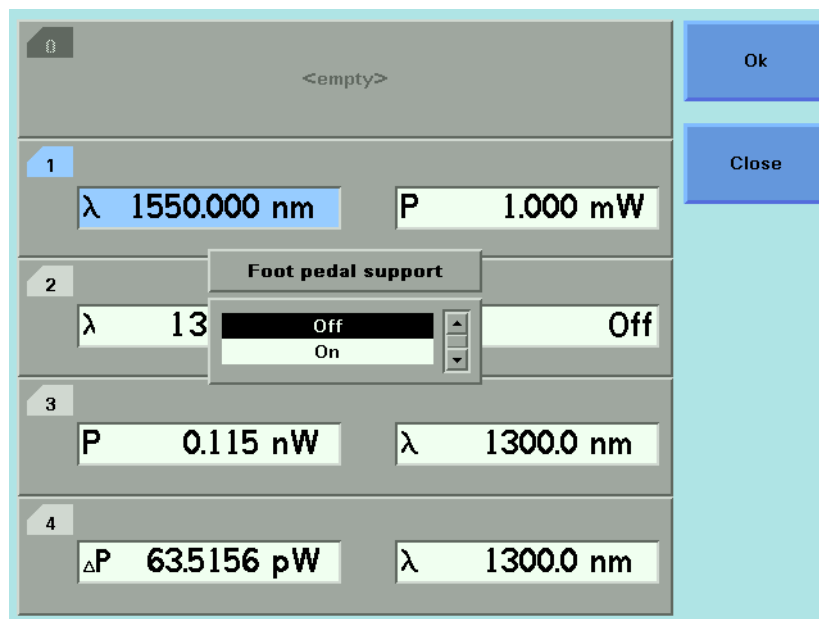 0
<empty>
Ok
1
λ 1550.000 nm P 1.000 mW
Close
Foot pedal support
2
λ 13 Off
Off
On
3
P 0.115 nW λ 1300.0 nm
4
△P 63.5156 pW λ 1300.0 nm